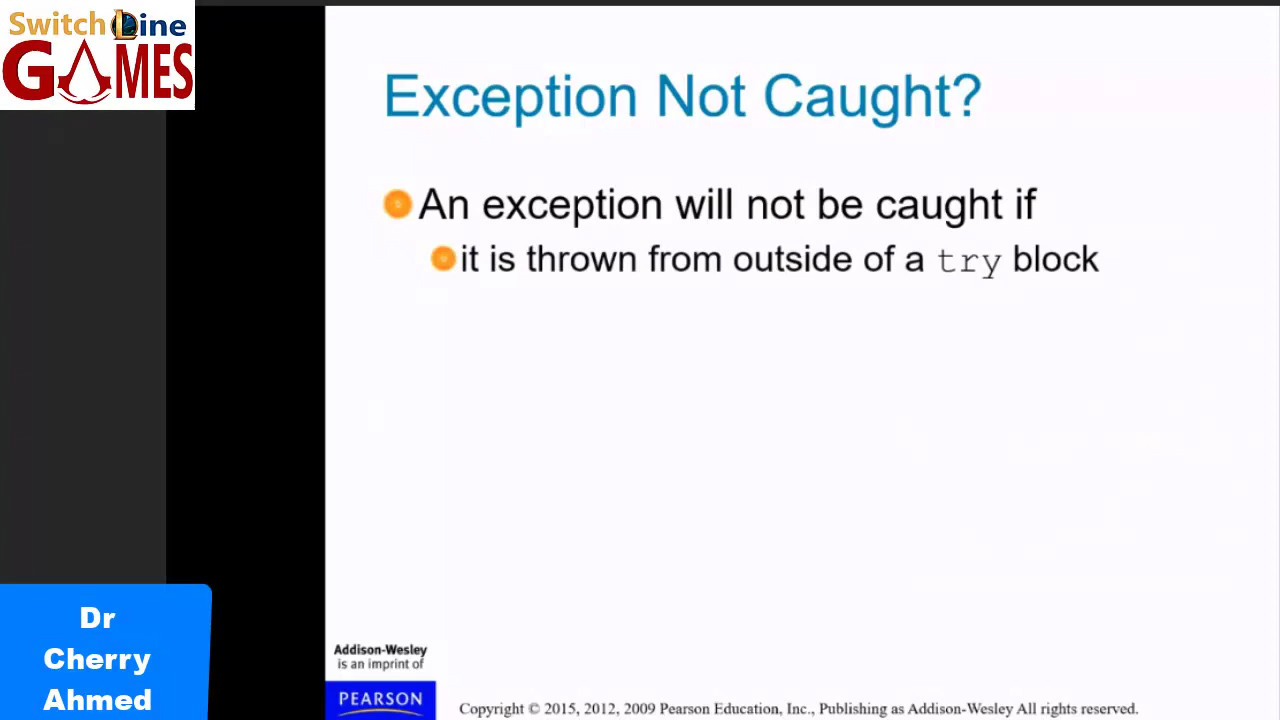 Switch Line
GAMES
Exception Not Caught?
An exception will not be caught if
it is thrown from outside of a try block
Dr
Cherry
Ahmed
Addison-Wesley
is an imprint of
PEARSON
Copyright © 2015, 2012, 2009 Pearson Education, Inc., Publishing as Addison-Wesley All rights reserved.